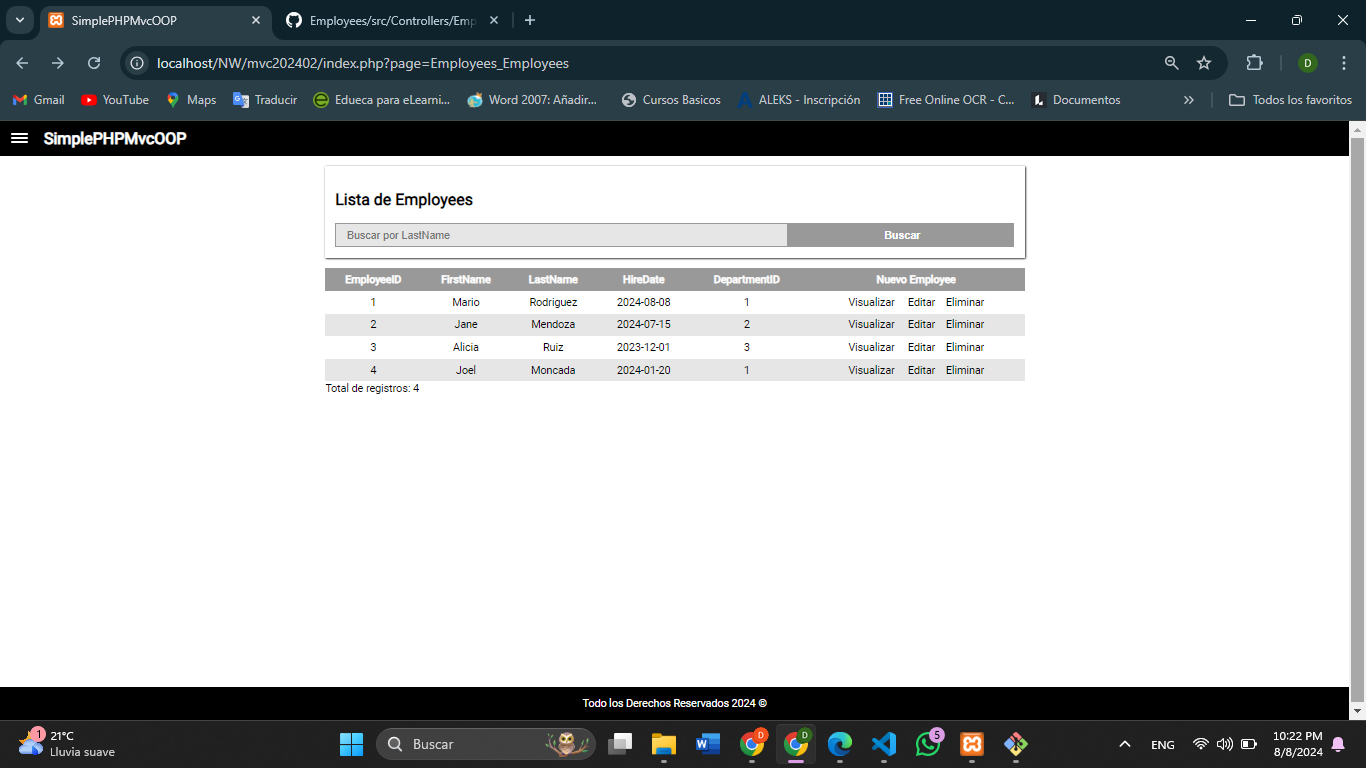 SimplePHPMvcOOP
Employees/src/Controllers/Emp
localhost/NW/mvc202402/index.php?page=Employees_Employees
D
Gmail YouTube Maps Traducir Edueca para eLearni... Word 2007: Añadir... Cursos Basicos ALEKS - Inscripción Free Online OCR - C... Documentos » Todos los favoritos
SimplePHPMvcOOP
Lista de Employees
Buscar por LastName Buscar
EmployeeID FirstName LastName HireDate DepartmentID Nuevo Employee
1 Mario Rodriguez 2024-08-08 1 Visualizar Editar Eliminar
2 Jane Mendoza 2024-07-15 2 Visualizar Editar Eliminar
3 Alicia Ruiz 2023-12-01 3 Visualizar Editar Eliminar
4 Joel Moncada 2024-01-20 1 Visualizar Editar Eliminar
Total de registros: 4
Todo los Derechos Reservados 2024 ©
1
21°C
Lluvia suave
Buscar
D
D
5
ENG
10:22 PM
8/8/2024